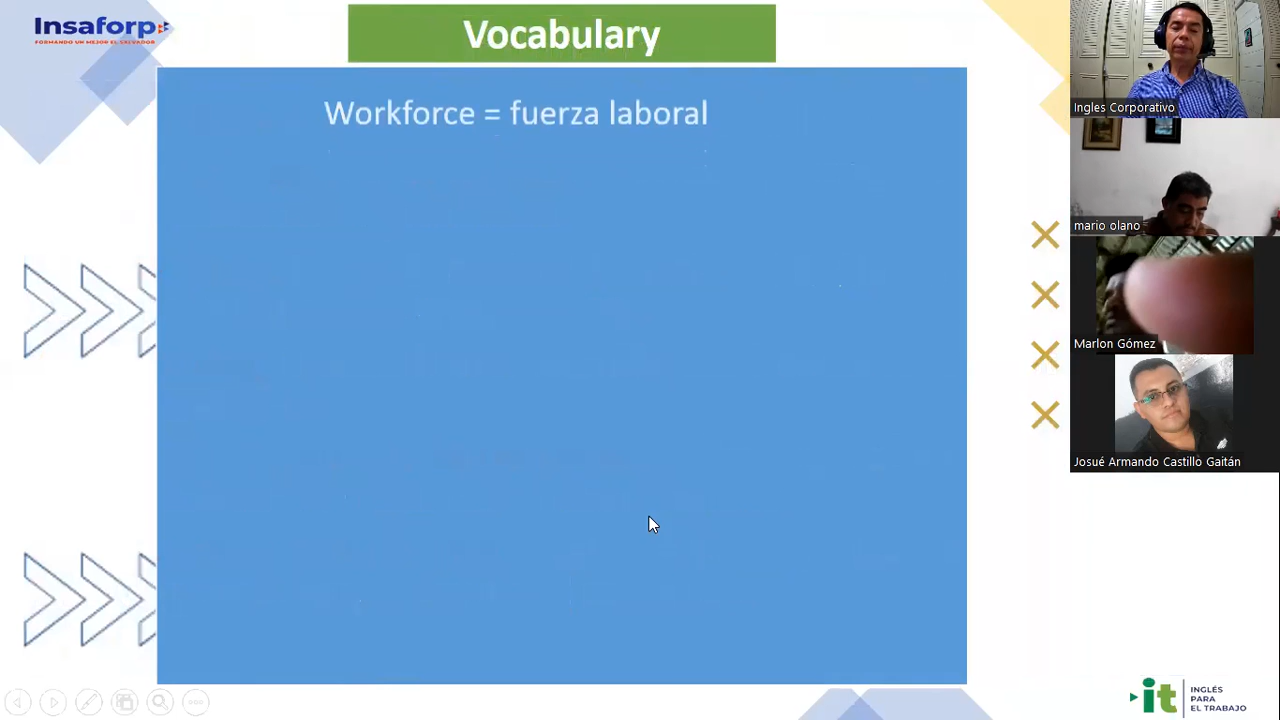 Insaforp
FORMANDO UN MEJOR EL SALVADOR
Vocabulary
Workforce = fuerza laboral
Ingles Corporativo
mario olano
Marlon Gómez
Josué Armando Castillo Gaitán
it
INGLÉS
PARA
EL TRABAJO